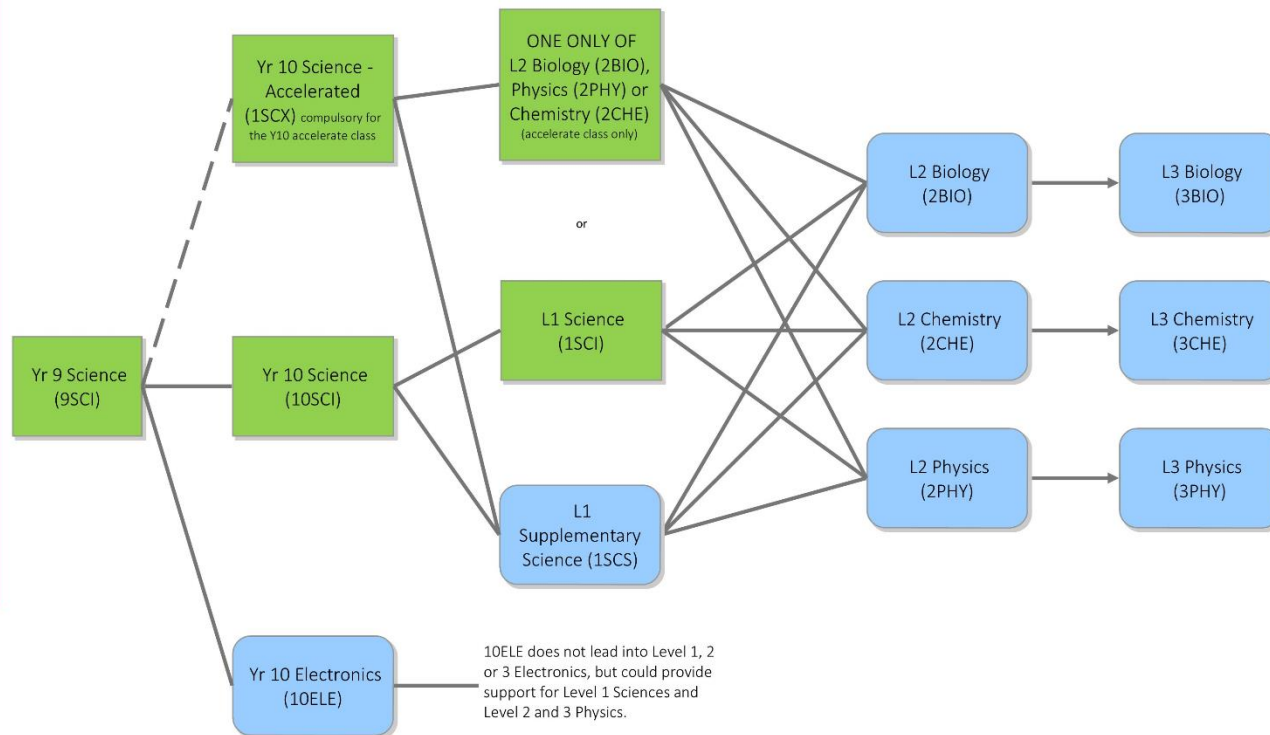 Yr 9 Science
(9SCI)
Yr 10 Science -
Accelerated
(1SCX) compulsory for
the Y10 accelerate class
Yr 10 Science
(10SCI)
Yr 10 Electronics
(10ELE)
ONE ONLY OF
L2 Biology (2BIO),
Physics (2PHY) or
Chemistry (2CHE)
(accelerate class only)
or
L1 Science
(1SCI)
L1
Supplementary
Science (1SCS)
10ELE does not lead into Level 1, 2
or 3 Electronics, but could provide
support for Level 1 Sciences and
Level 2 and 3 Physics.
L2 Biology
(2BIO)
L2 Chemistry
(2CHE)
L2 Physics
(2PHY)
L3 Biology
(3BIO)
L3 Chemistry
(3CHE)
L3 Physics
(3PHY)